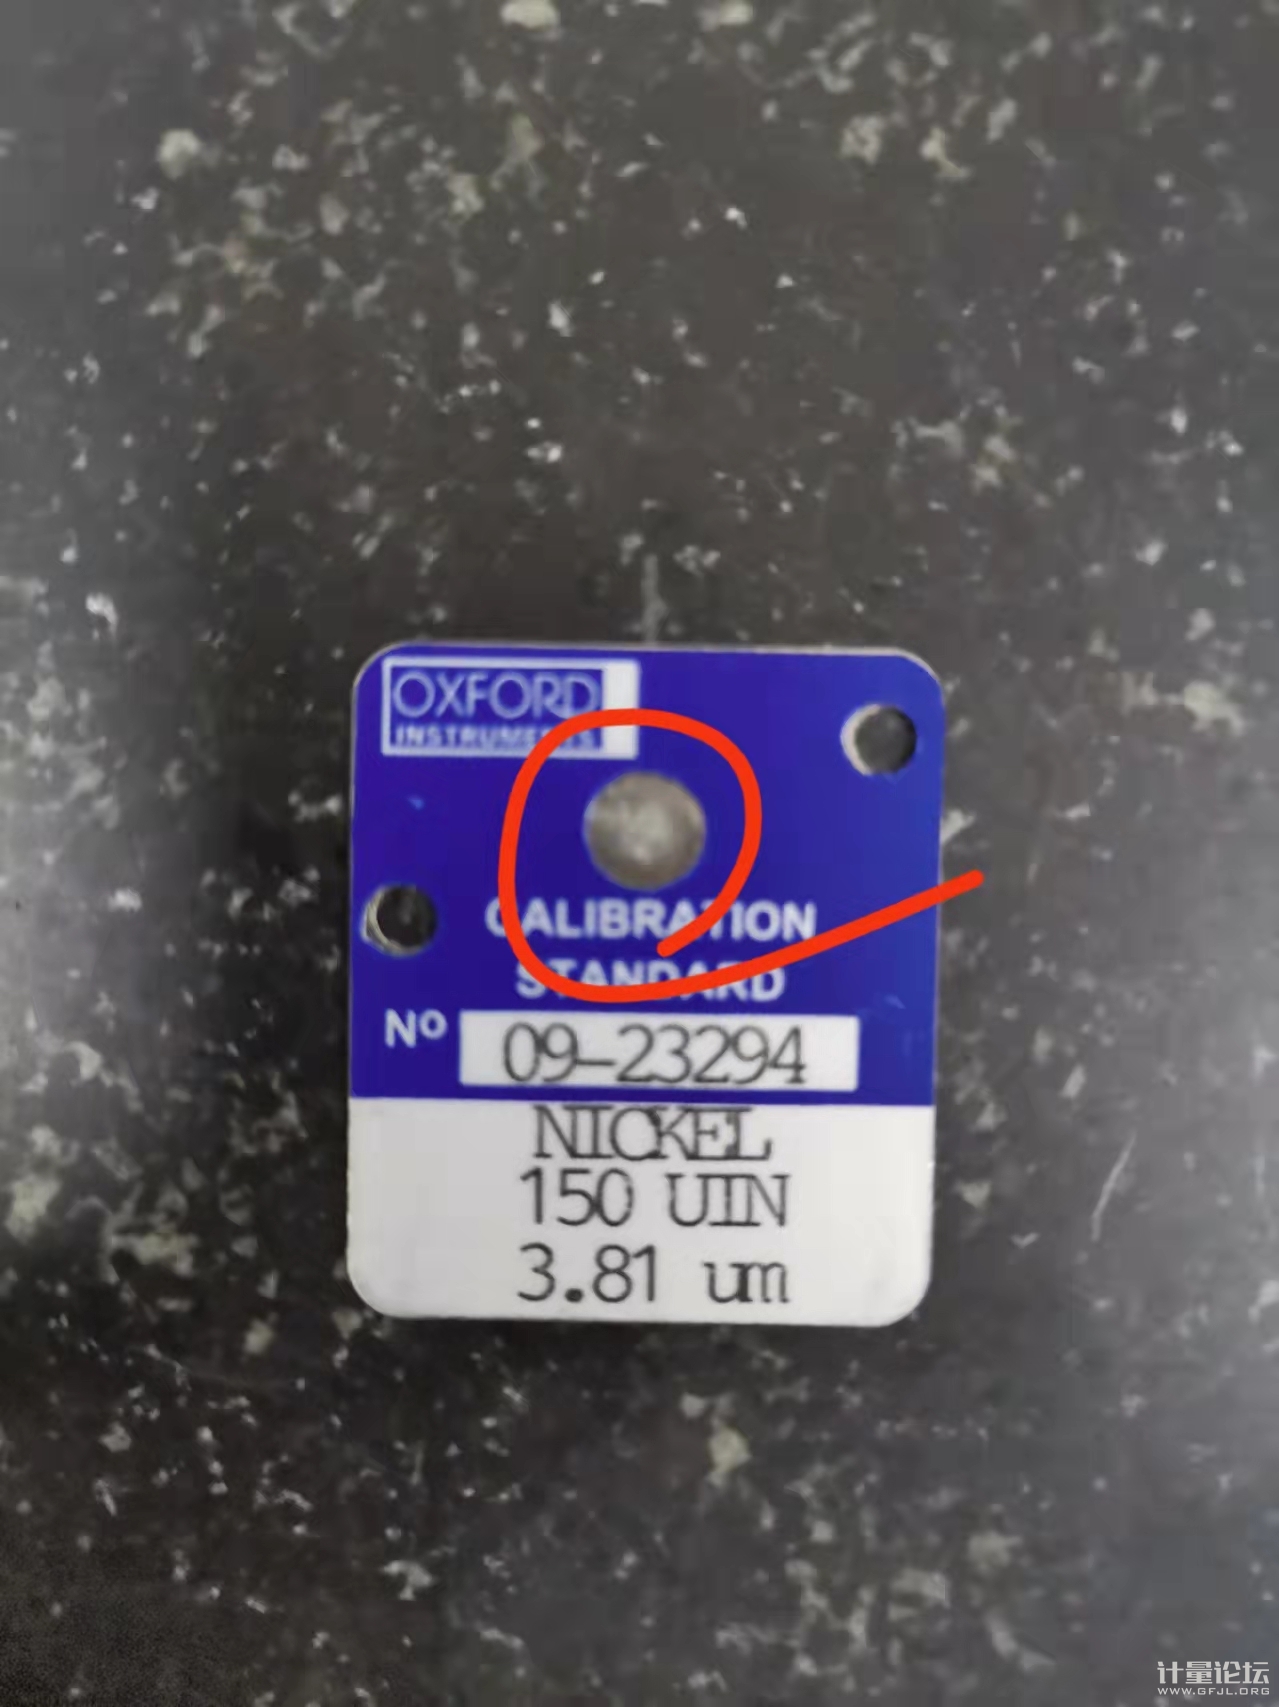 OXFORD
INSTRUMENTS
CALIBRATION
STANDARD
Nº 09-23294
NICKEL
150 UIN
3.81 um
计量论坛
WWW.GFJL.ORG